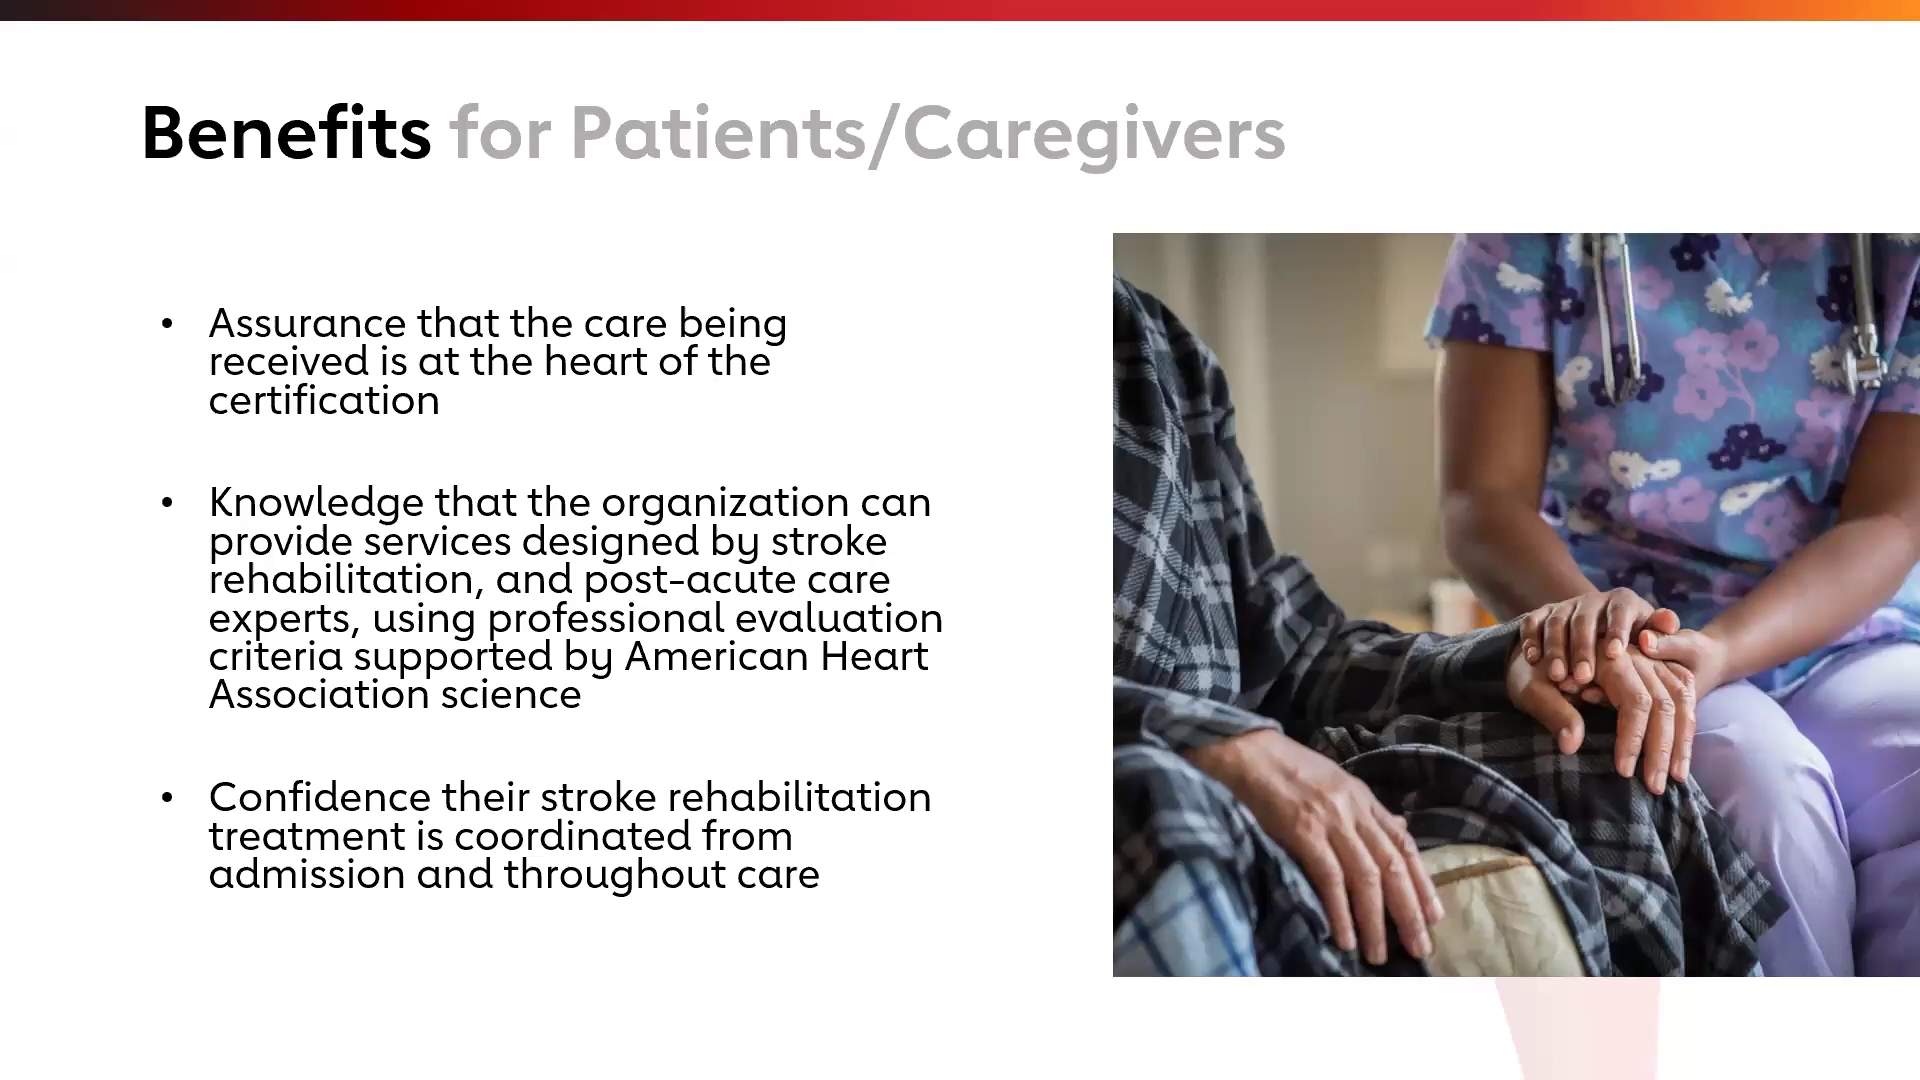 Benefits for Patients/Caregivers
• Assurance that the care being
received is at the heart of the
certification
• Knowledge that the organization can
provide services designed by stroke
rehabilitation, and post-acute care
experts, using professional evaluation
criteria supported by American Heart
Association science
• Confidence their stroke rehabilitation
treatment is coordinated from
admission and throughout care